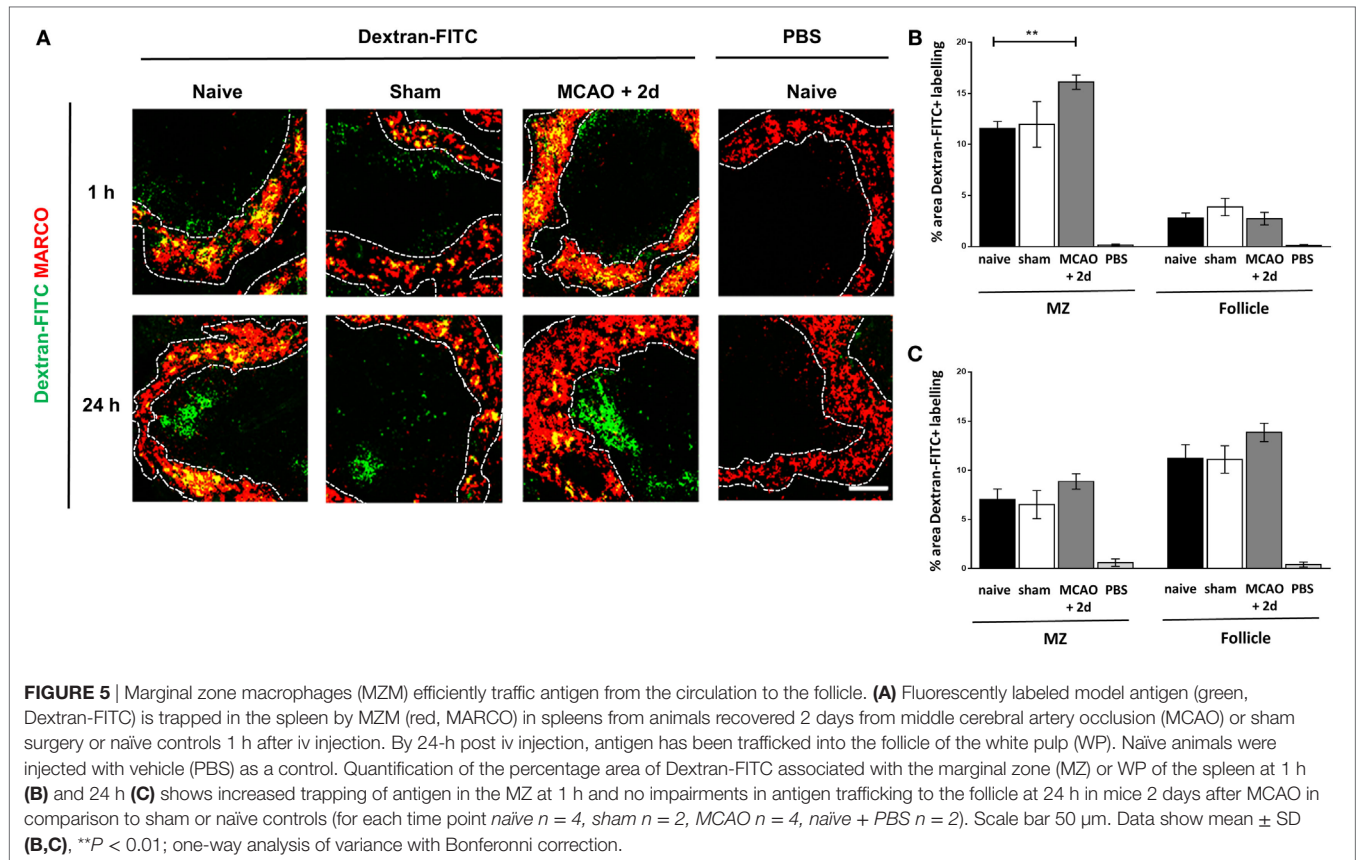 A
Dextran-FITC
PBS
Naive
Sham
MCAO + 2d
Naive
Dextran-FITC MARCO
1 h
24 h
B
% area Dextran-FITC+ labelling
20
15
10
5
0
**
naive
sham
MCAO + 2d
PBS
naive
sham
MCAO + 2d
PBS
MZ
Follicle
C
% area Dextran-FITC+ labelling
20
15
10
5
0
naive
sham
MCAO + 2d
PBS
naive
sham
MCAO + 2d
PBS
MZ
Follicle
FIGURE 5 | Marginal zone macrophages (MZM) efficiently traffic antigen from the circulation to the follicle. (A) Fluorescently labeled model antigen (green,
Dextran-FITC) is trapped in the spleen by MZM (red, MARCO) in spleens from animals recovered 2 days from middle cerebral artery occlusion (MCAO) or sham
surgery or naïve controls 1 h after iv injection. By 24-h post iv injection, antigen has been trafficked into the follicle of the white pulp (WP). Naïve animals were
injected with vehicle (PBS) as a control. Quantification of the percentage area of Dextran-FITC associated with the marginal zone (MZ) or WP of the spleen at 1 h
(B) and 24 h (C) shows increased trapping of antigen in the MZ at 1 h and no impairments in antigen trafficking to the follicle at 24 h in mice 2 days after MCAO in
comparison to sham or naïve controls (for each time point naïve n = 4, sham n = 2, MCAO n = 4, naïve + PBS n = 2). Scale bar 50 μm. Data show mean ± SD
(B,C), **P < 0.01; one-way analysis of variance with Bonferonni correction.